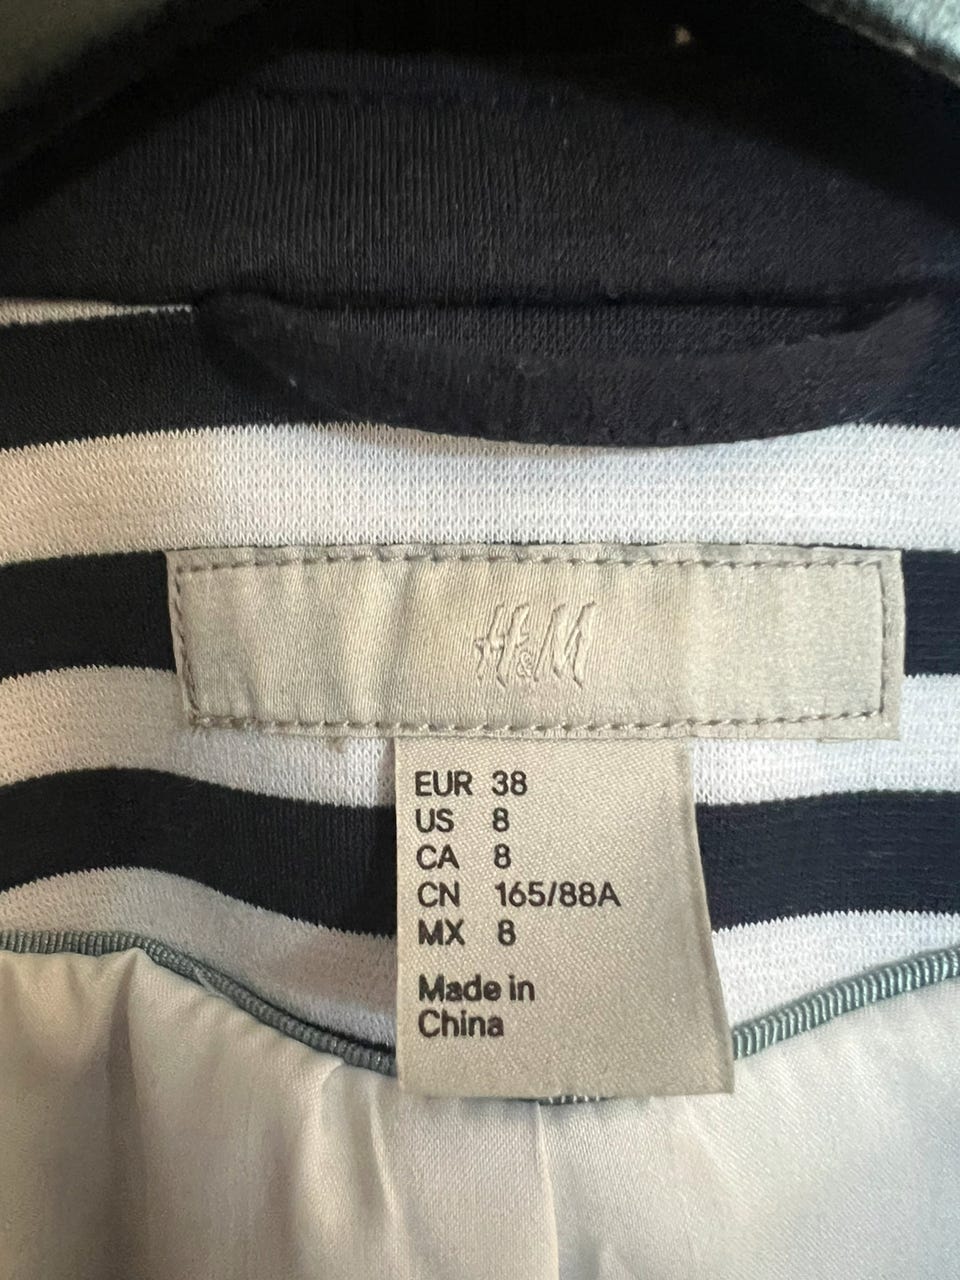 H&M
EUR 38
US 8
CA 8
CN 165/88A
MX 8
Made in
China